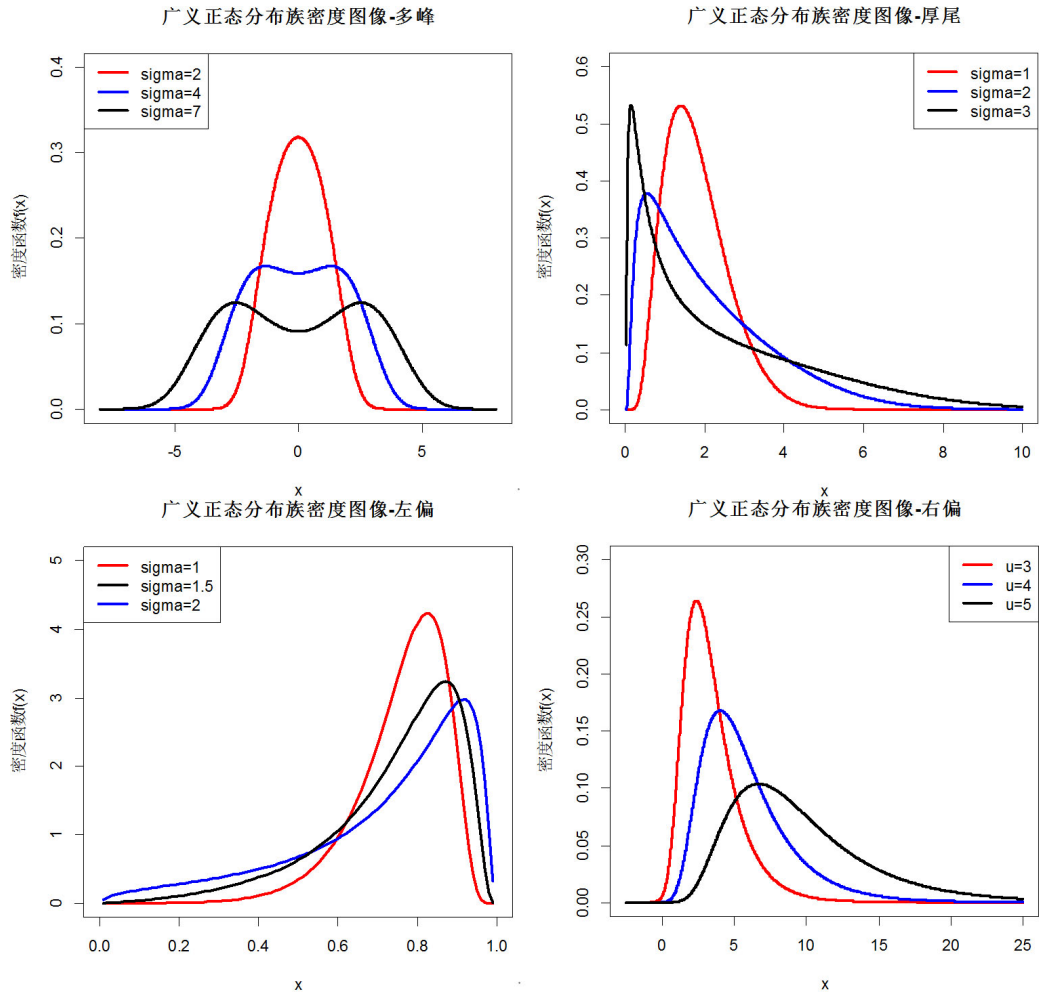 广义正态分布族密度图像-多峰
sigma=2
sigma=4
sigma=7
密度函数f(x)
0.0
0.1
0.2
0.3
0.4
-5
0
5
x
广义正态分布族密度图像-厚尾
sigma=1
sigma=2
sigma=3
密度函数f(x)
0.0
0.1
0.2
0.3
0.4
0.5
0.6
0
2
4
6
8
10
x
广义正态分布族密度图像-左偏
sigma=1
sigma=1.5
sigma=2
密度函数f(x)
0
1
2
3
4
5
0.0
0.2
0.4
0.6
0.8
1.0
x
广义正态分布族密度图像-右偏
u=3
u=4
u=5
密度函数f(x)
0.00
0.05
0.10
0.15
0.20
0.25
0.30
0
5
10
15
20
25
x